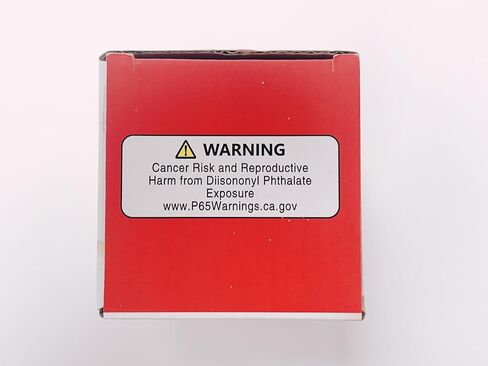 ⚠ WARNING
Cancer Risk and Reproductive
Harm from Diisononyl Phthalate
Exposure
www.P65Warnings.ca.gov